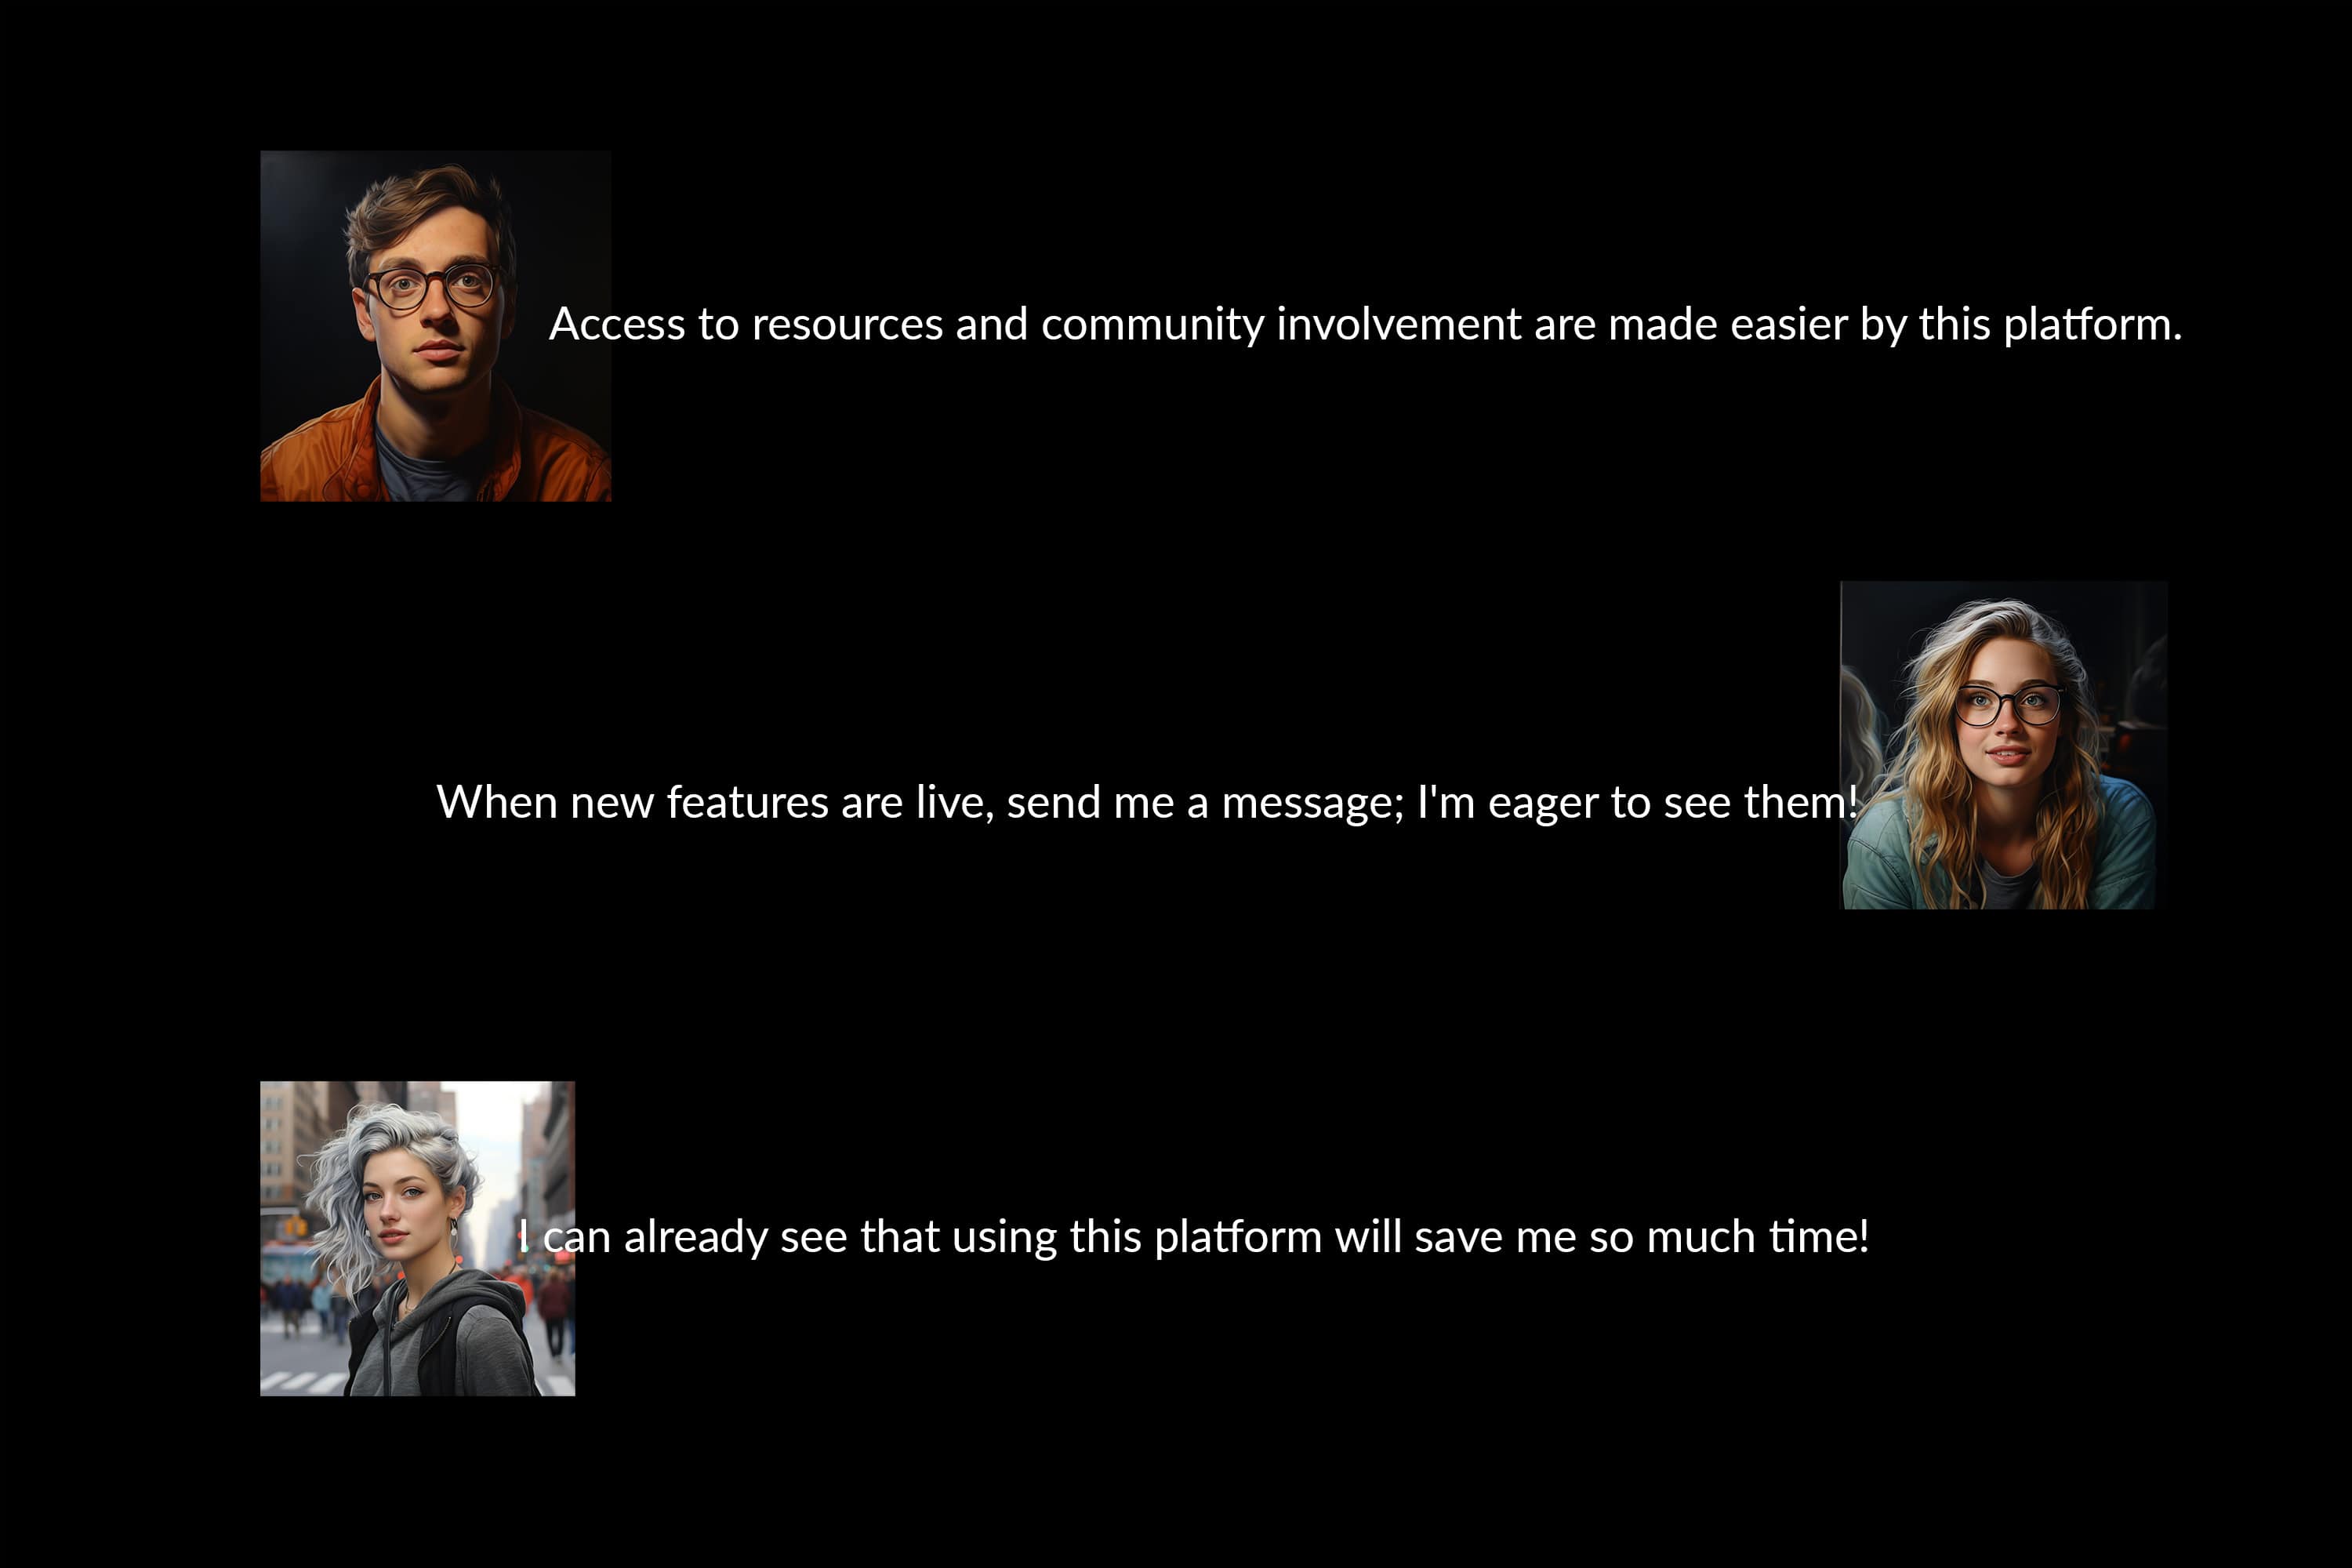 Access to resources and community involvement are made easier by this platform.
When new features are live, send me a message; I'm eager to see them!
I can already see that using this platform will save me so much time!